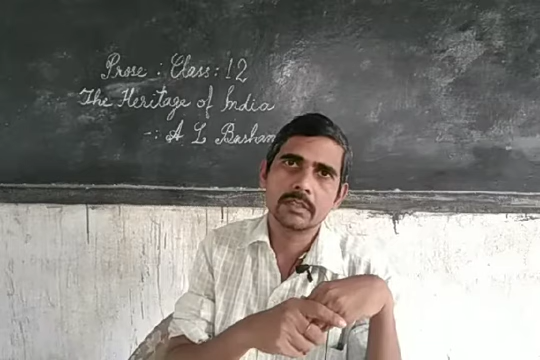 Prose : Class : 12
The Heritage of India
-: A L Basham